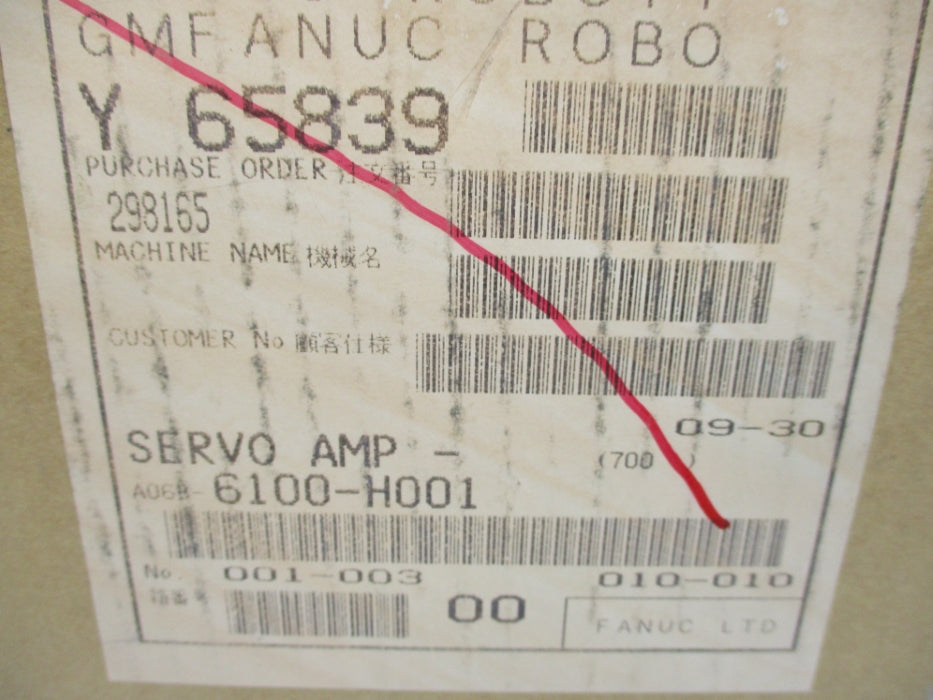 GMFANUC ROBO
Y 65839
PURCHASE ORDER 注文番号
298165
MACHINE NAME 機械名
CUSTOMER No 顧客仕様
09-30
SERVO AMP - (700 )
A06B-6100-H001
No. 001-003 010-010
00
FANUC LTD